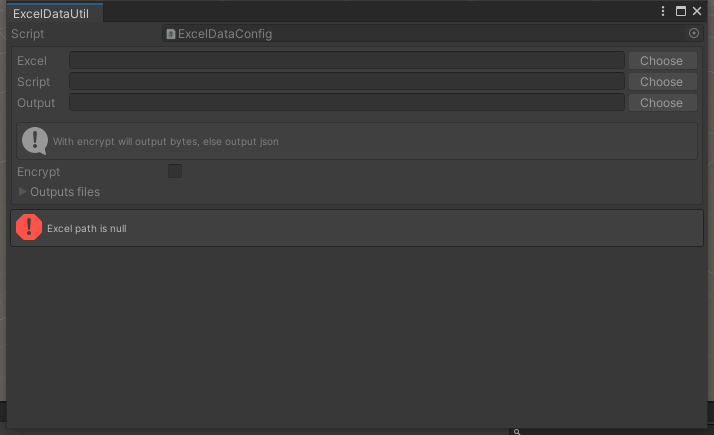 ExcelDataUtil
Script ExcelDataConfig
Excel Choose
Script Choose
Output Choose
With encrypt will output bytes, else output json
Encrypt
Outputs files
Excel path is null